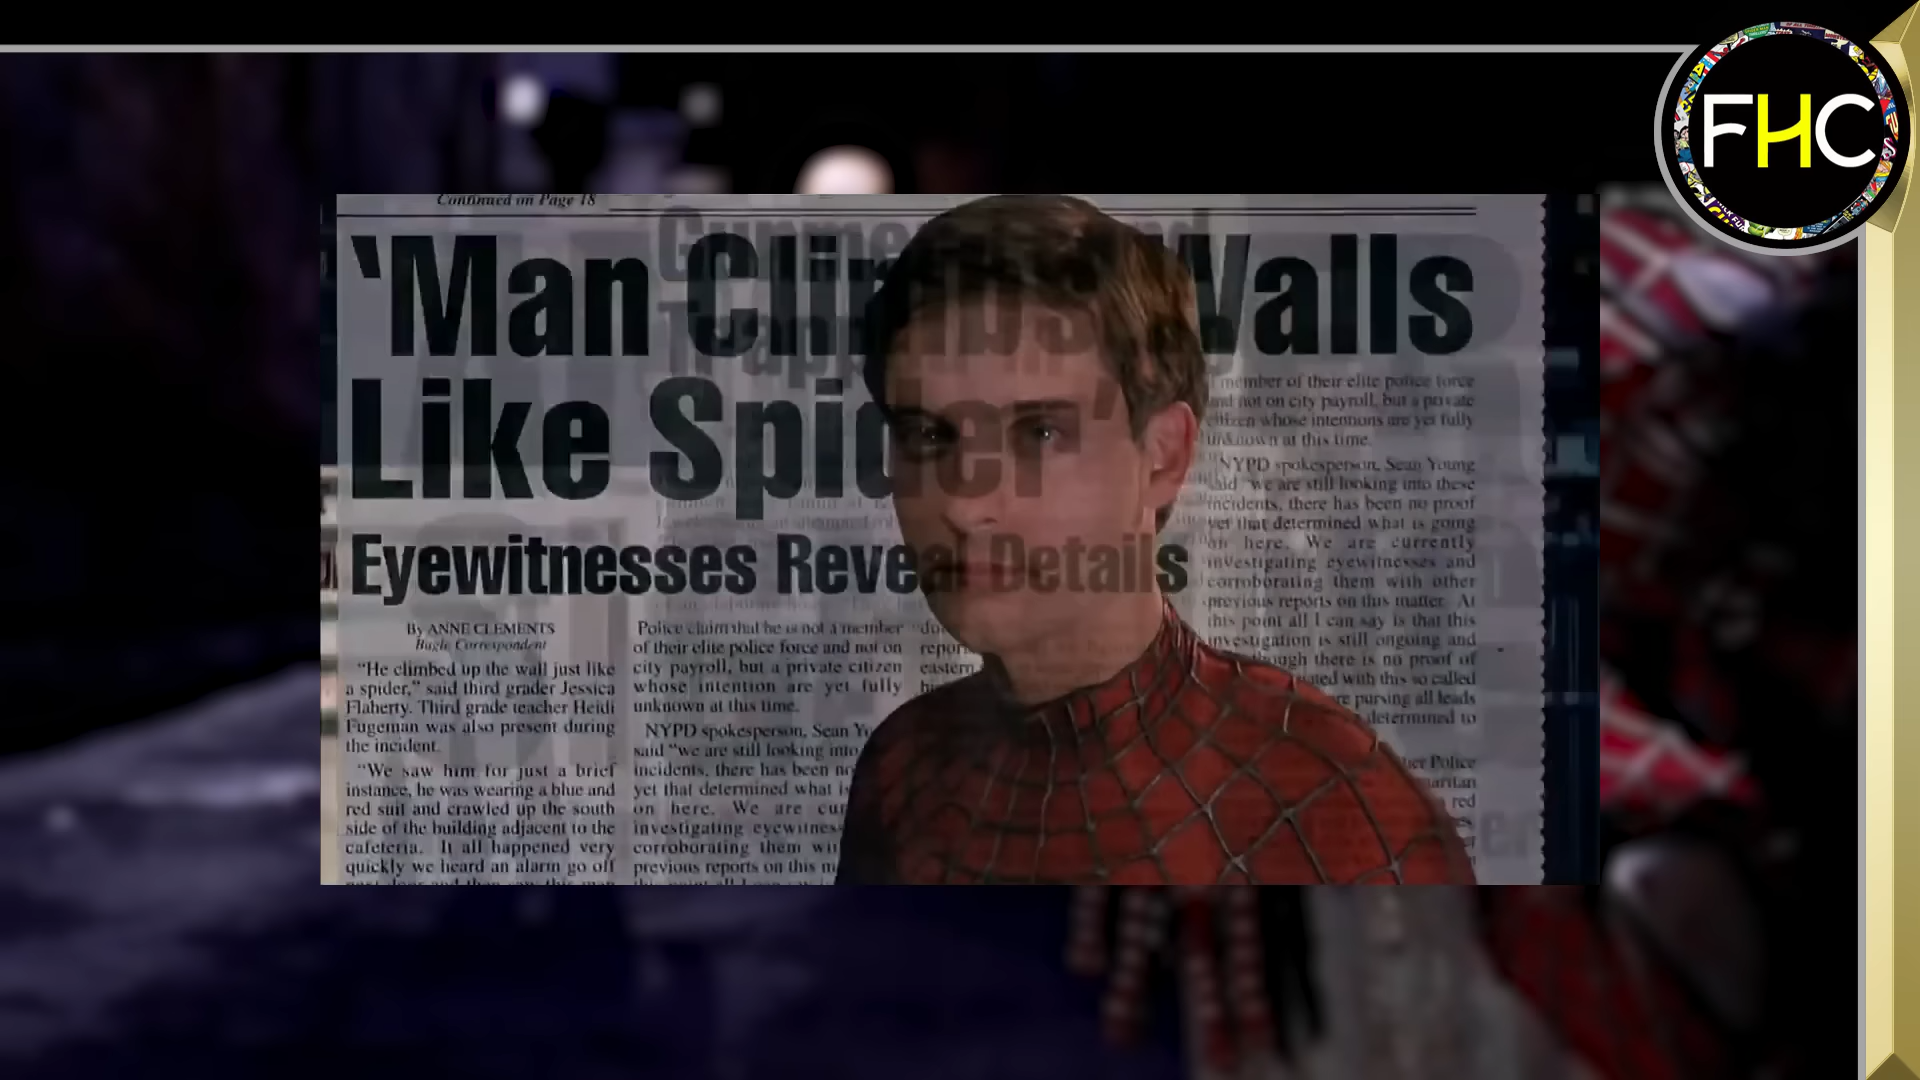 FHC
Continued on Page 18
'Man Climbs Walls
Like Spider'
Eyewitnesses Reveal Details
By ANNE CLEMENTS
Bugle Correspondent
"He climbed up the wall just like
a spider," said third grader Jessica
Flaherty. Third grade teacher Heidi
Fugeman was also present during
the incident.
"We saw him for just a brief
instance, he was wearing a blue and
red suit and crawled up the south
side of the building adjacent to the
cafeteria. It all happened very
quickly we heard an alarm go off
Police claim that he is not a member
of their elite police force and not on
city payroll, but a private citizen
whose intention are yet fully
unknown at this time.
NYPD spokesperson, Sean Yo
said "we are still looking into
incidents, there has been no
yet that determined what is
on here. We are cur
investigating eyewitnes
corroborating them wit
previous reports on this m
report
eastern
member of their elite police force
and not on city payroll, but a private
citizen whose intentions are yet fully
unknown at this time.
NYPD spokesperson, Sean Young
said "we are still looking into these
incidents, there has been no proof
yet that determined what is going
on here. We are currently
investigating eyewitnesses and
corroborating them with other
previous reports on this matter. At
this point all I can say is that this
investigation is still ongoing and
though there is no proof of
with this so called
pursing all leads
determined to
Police
red